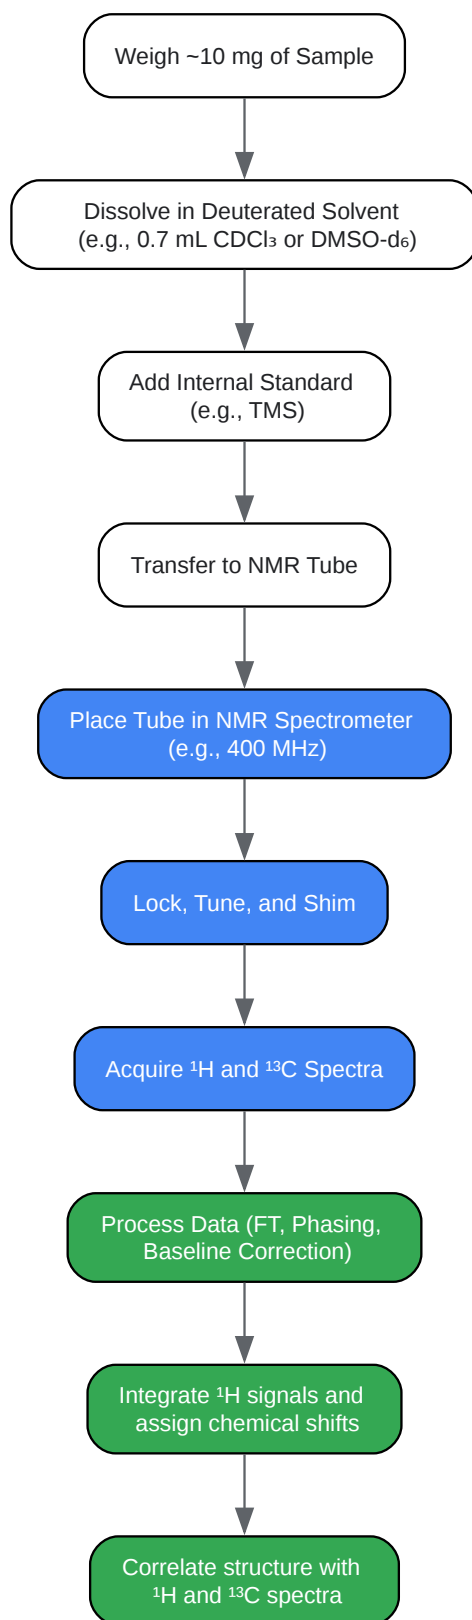 Weigh ~10 mg of Sample
Dissolve in Deuterated Solvent
(e.g., 0.7 mL CDCl₃ or DMSO-d₆)
Add Internal Standard
(e.g., TMS)
Transfer to NMR Tube
Place Tube in NMR Spectrometer
(e.g., 400 MHz)
Lock, Tune, and Shim
Acquire ¹H and ¹³C Spectra
Process Data (FT, Phasing,
Baseline Correction)
Integrate ¹H signals and
assign chemical shifts
Correlate structure with
¹H and ¹³C spectra